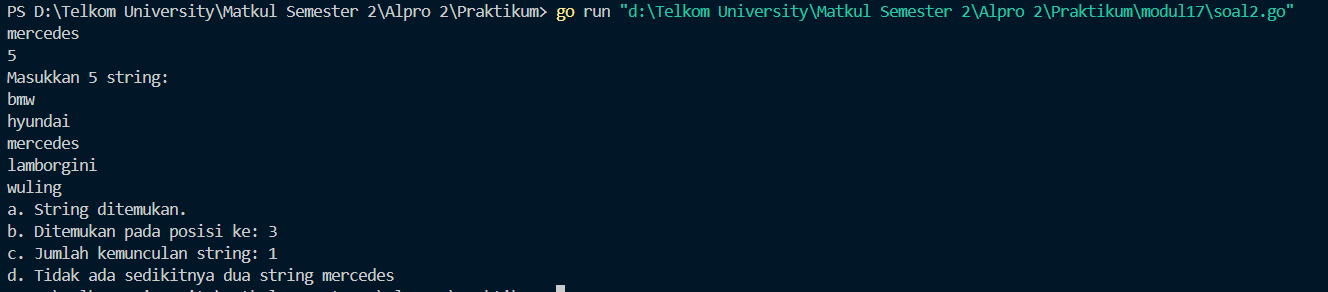 PS D:\Telkom University\Matkul Semester 2\Alpro 2\Praktikum> go run "d:\Telkom University\Matkul Semester 2\Alpro 2\Praktikum\modul17\soal2.go"
mercedes
5
Masukkan 5 string:
bmw
hyundai
mercedes
lamborgini
wuling
a. String ditemukan.
b. Ditemukan pada posisi ke: 3
c. Jumlah kemunculan string: 1
d. Tidak ada sedikitnya dua string mercedes